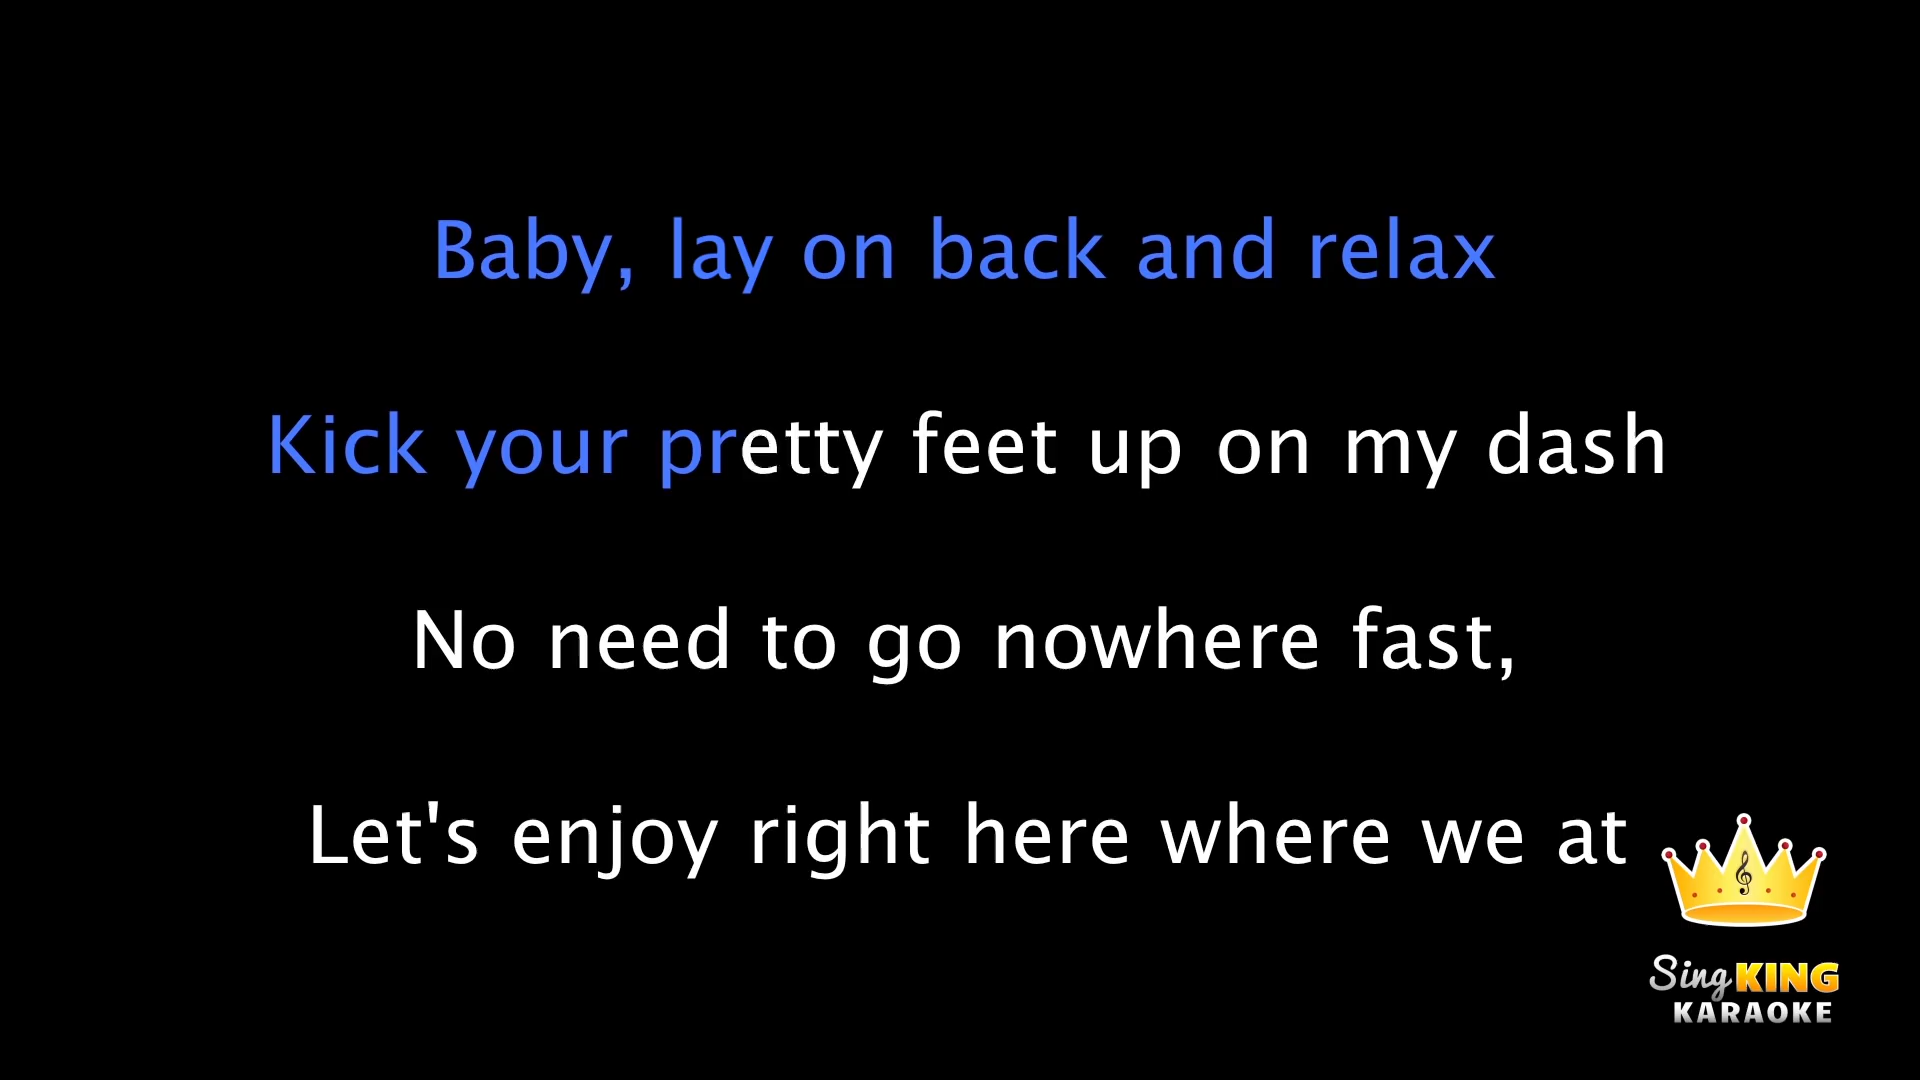 Baby, lay on back and relax
Kick your pretty feet up on my dash
No need to go nowhere fast,
Let's enjoy right here where we at
Sing KING
KARAOKE